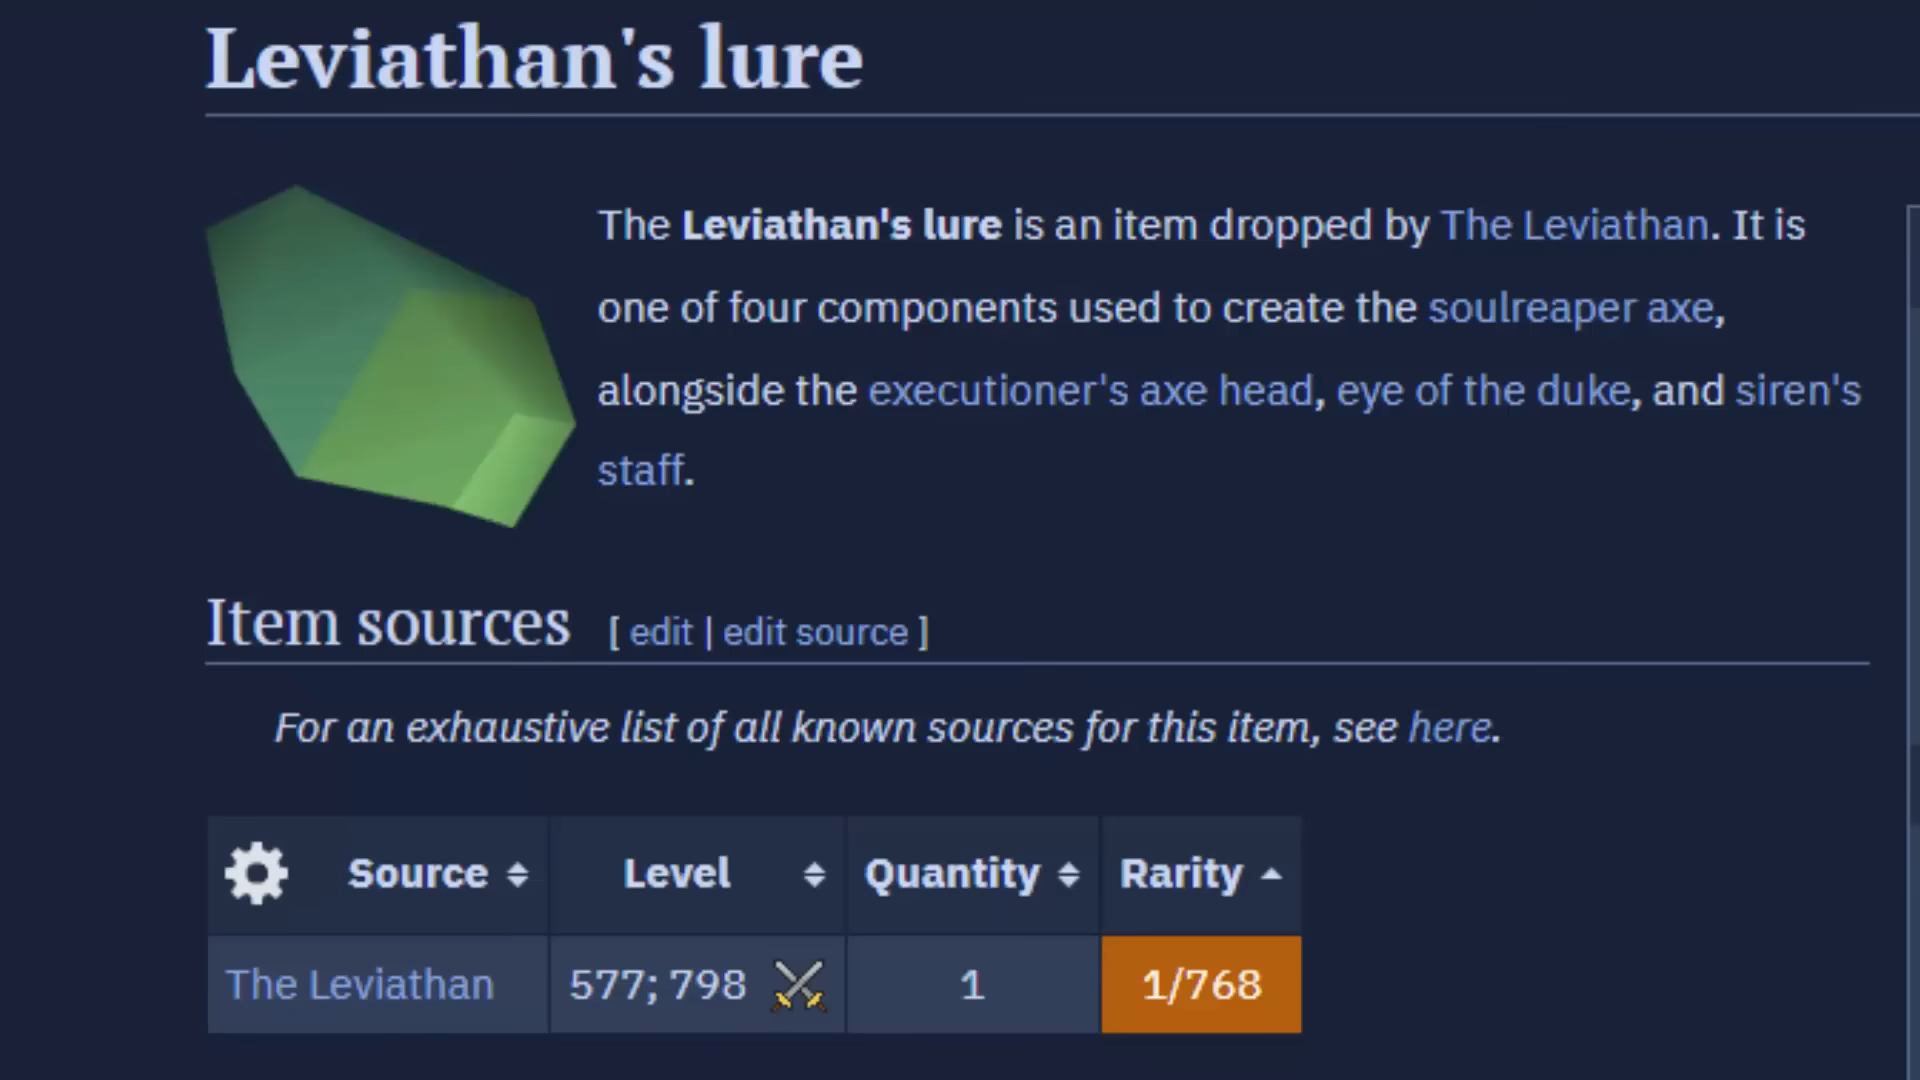 Leviathan's lure
The Leviathan's lure is an item dropped by The Leviathan. It is
one of four components used to create the soulreaper axe,
alongside the executioner's axe head, eye of the duke, and siren's
staff.
Item sources [ edit | edit source ]
For an exhaustive list of all known sources for this item, see here.
Source Level Quantity Rarity
The Leviathan 577; 798 1 1/768